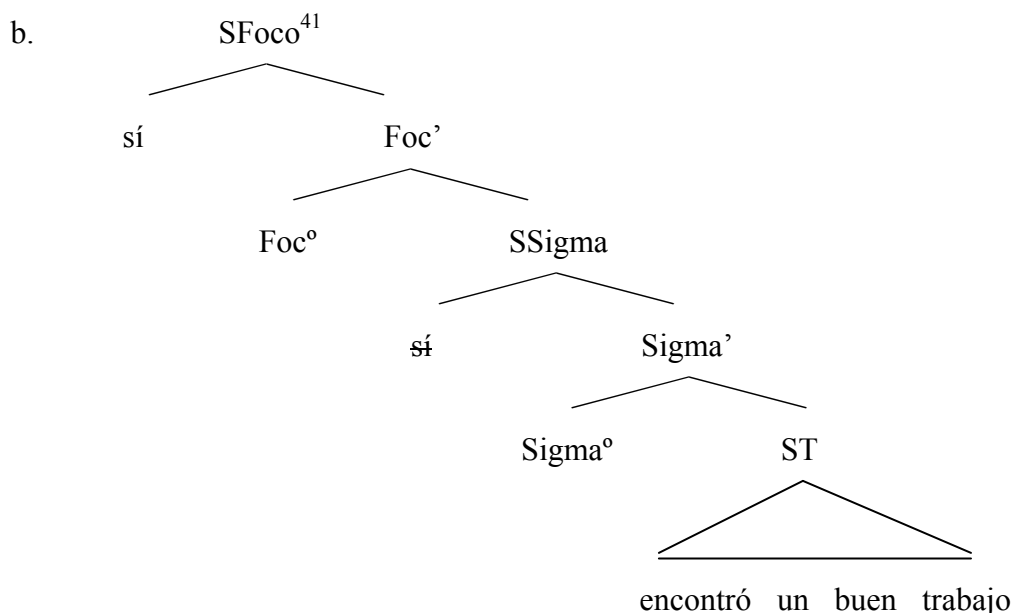 b. SFoco41
sí Foc’
Focº SSigma
sí Sigma’
Sigmaº ST
encontró un buen trabajo